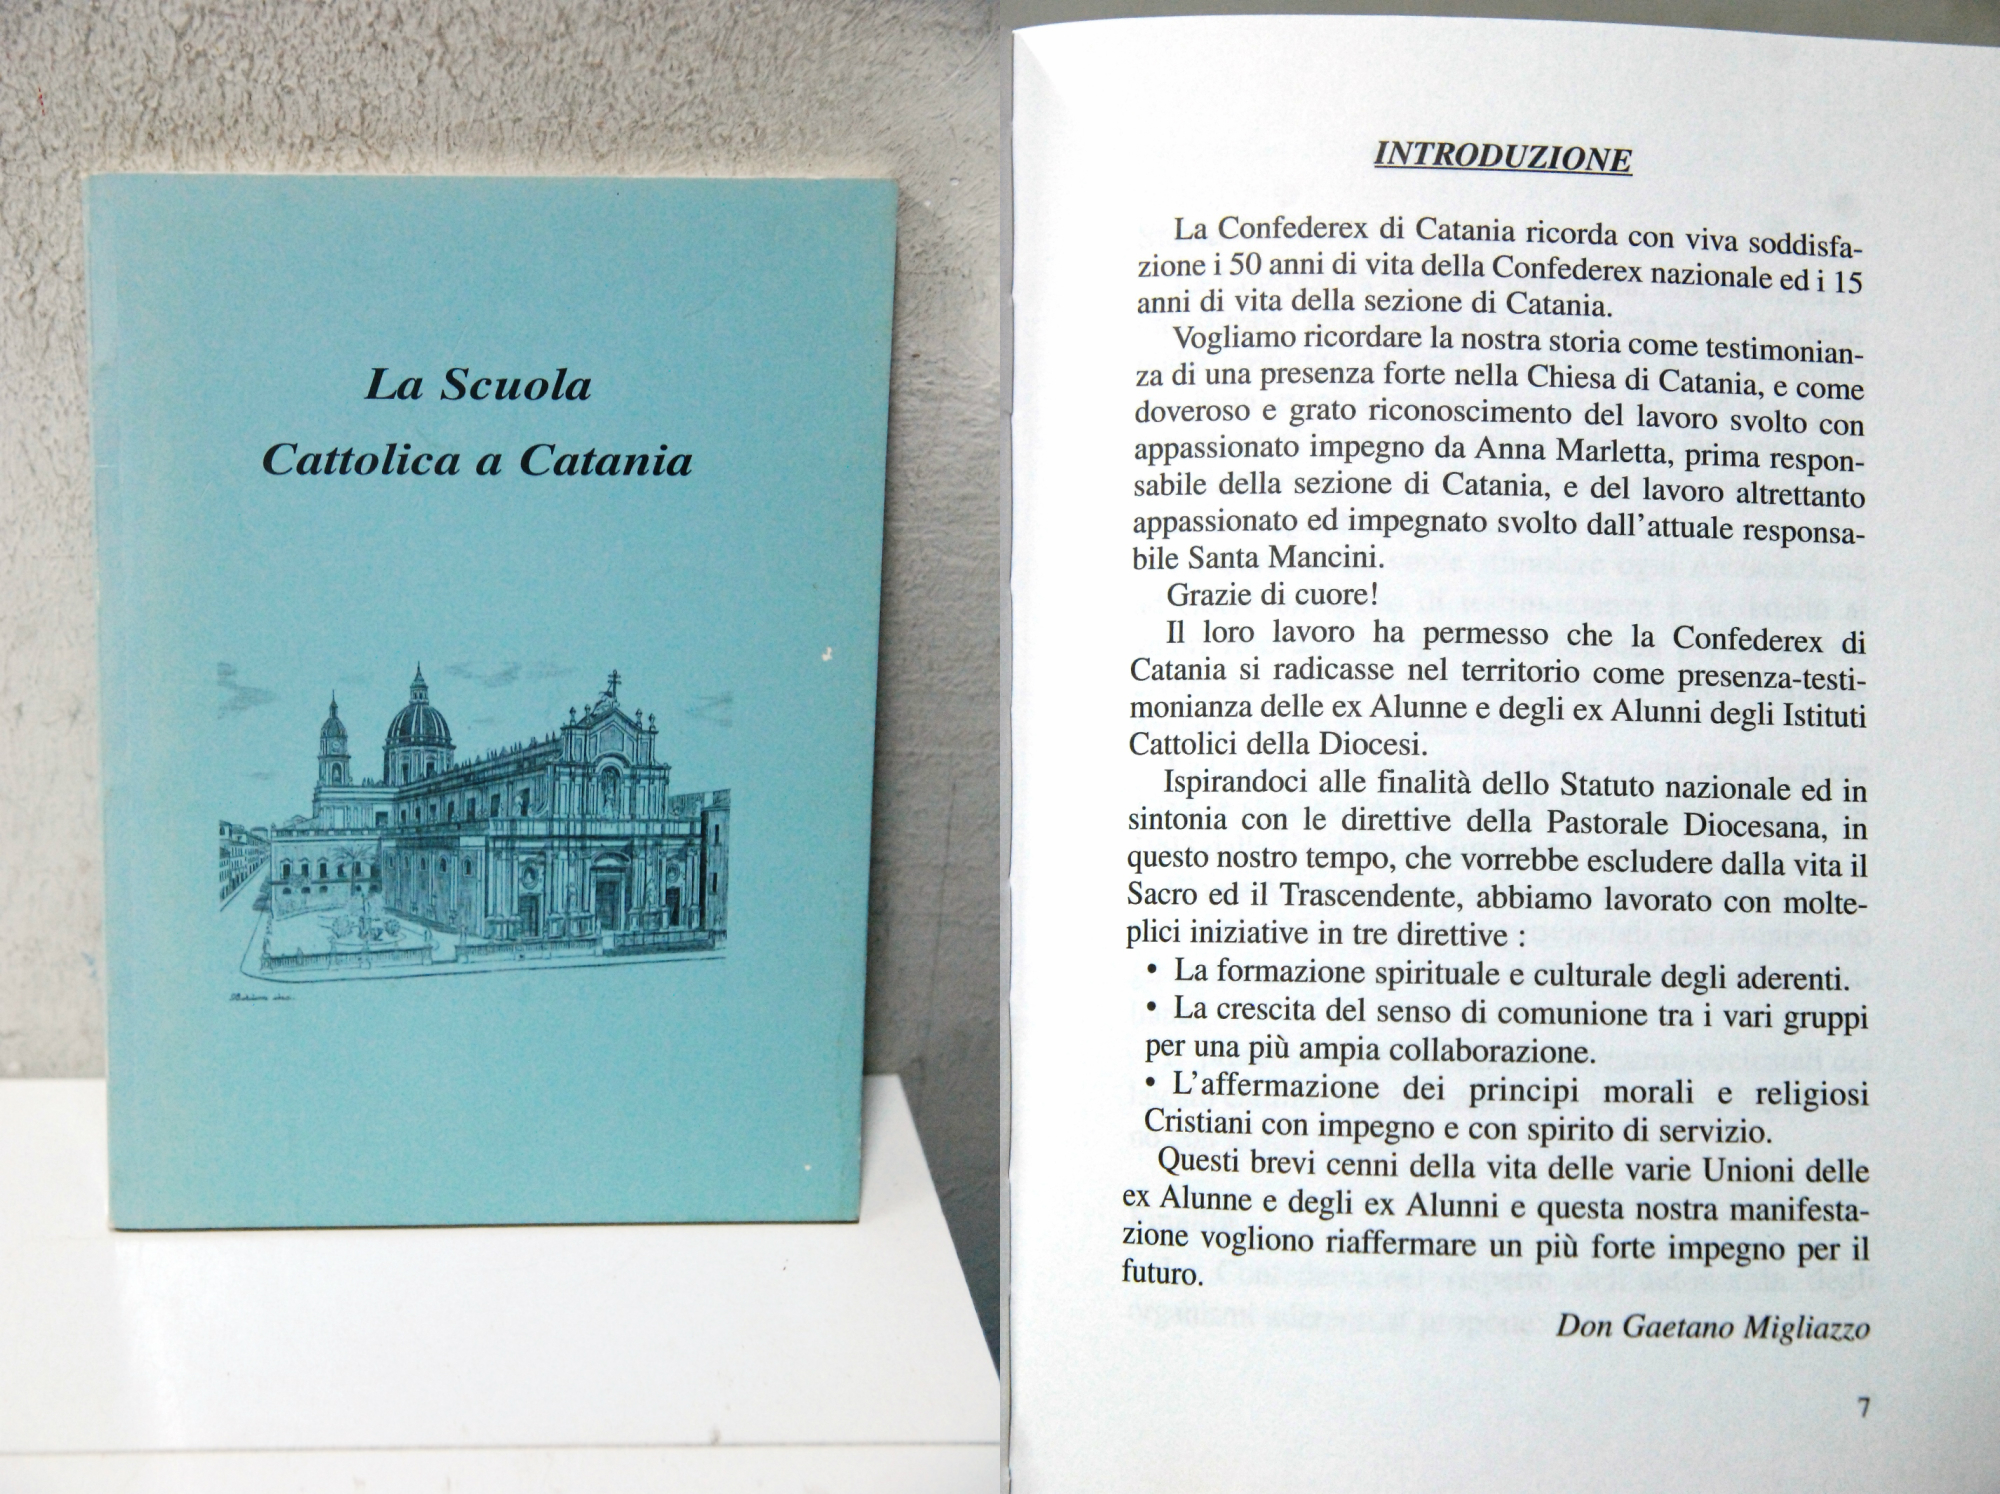 La Scuola
Cattolica a Catania
INTRODUZIONE
La Confederex di Catania ricorda con viva soddisfa-
zione i 50 anni di vita della Confederex nazionale ed i 15
anni di vita della sezione di Catania.
Vogliamo ricordare la nostra storia come testimonian-
za di una presenza forte nella Chiesa di Catania, e come
doveroso e grato riconoscimento del lavoro svolto con
appassionato impegno da Anna Marletta, prima respon-
sabile della sezione di Catania, e del lavoro altrettanto
appassionato ed impegnato svolto dall'attuale responsa-
bile Santa Mancini.
Grazie di cuore!
Il loro lavoro ha permesso che la Confederex di
Catania si radicasse nel territorio come presenza-testi-
monianza delle ex Alunne e degli ex Alunni degli Istituti
Cattolici della Diocesi.
Ispirandoci alle finalità dello Statuto nazionale ed in
sintonia con le direttive della Pastorale Diocesana, in
questo nostro tempo, che vorrebbe escludere dalla vita il
Sacro ed il Trascendente, abbiamo lavorato con molte-
plici iniziative in tre direttive :
• La formazione spirituale e culturale degli aderenti.
• La crescita del senso di comunione tra i vari gruppi
per una più ampia collaborazione.
• L'affermazione dei principi morali e religiosi
Cristiani con impegno e con spirito di servizio.
Questi brevi cenni della vita delle varie Unioni delle
ex Alunne e degli ex Alunni e questa nostra manifesta-
zione vogliono riaffermare un più forte impegno per il
futuro.
Don Gaetano Migliazzo
7